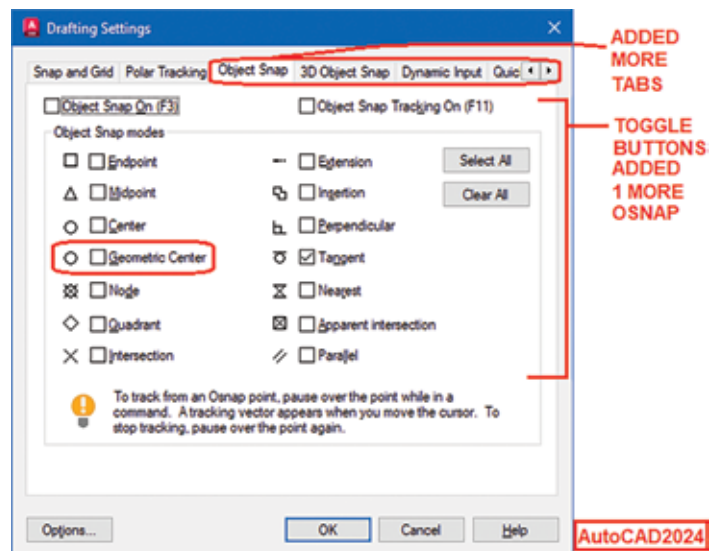 Drafting Settings
Snap and Grid Polar Tracking Object Snap 3D Object Snap Dynamic Input Quic
Object Snap On (F3) Object Snap Tracking On (F11)
Object Snap modes
Endpoint Extension Select All
Midpoint Insertion Clear All
Center Perpendicular
Geometric Center Tangent
Node Nearest
Quadrant Apparent intersection
Intersection Parallel
To track from an Osnap point, pause over the point while in a
command. A tracking vector appears when you move the cursor. To
stop tracking, pause over the point again.
Options... OK Cancel Help
ADDED
MORE
TABS
TOGGLE
BUTTONS
ADDED
1 MORE
OSNAP
AutoCAD2024